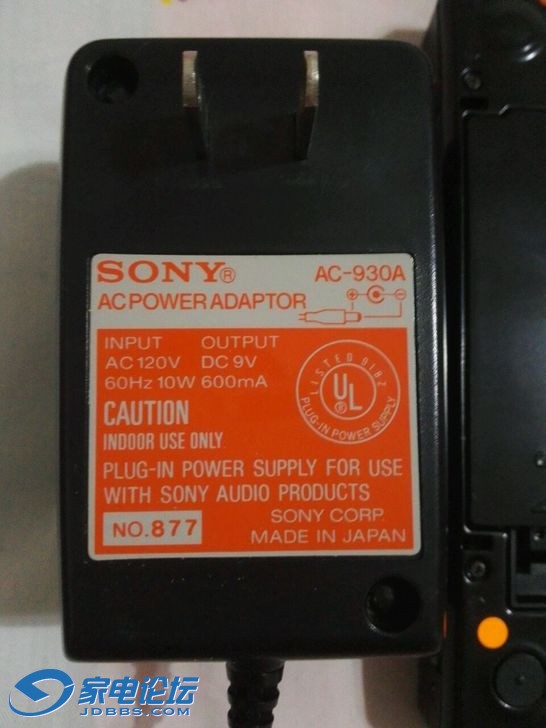 SONY® AC-930A
AC POWER ADAPTOR
INPUT OUTPUT
AC 120V DC 9V
60Hz 10W 600mA
LISTED 21B2
UL®
PLUG-IN POWER SUPPLY
CAUTION
INDOOR USE ONLY
PLUG-IN POWER SUPPLY FOR USE
WITH SONY AUDIO PRODUCTS
NO.877
SONY CORP.
MADE IN JAPAN
家电论坛
JDBBS.COM